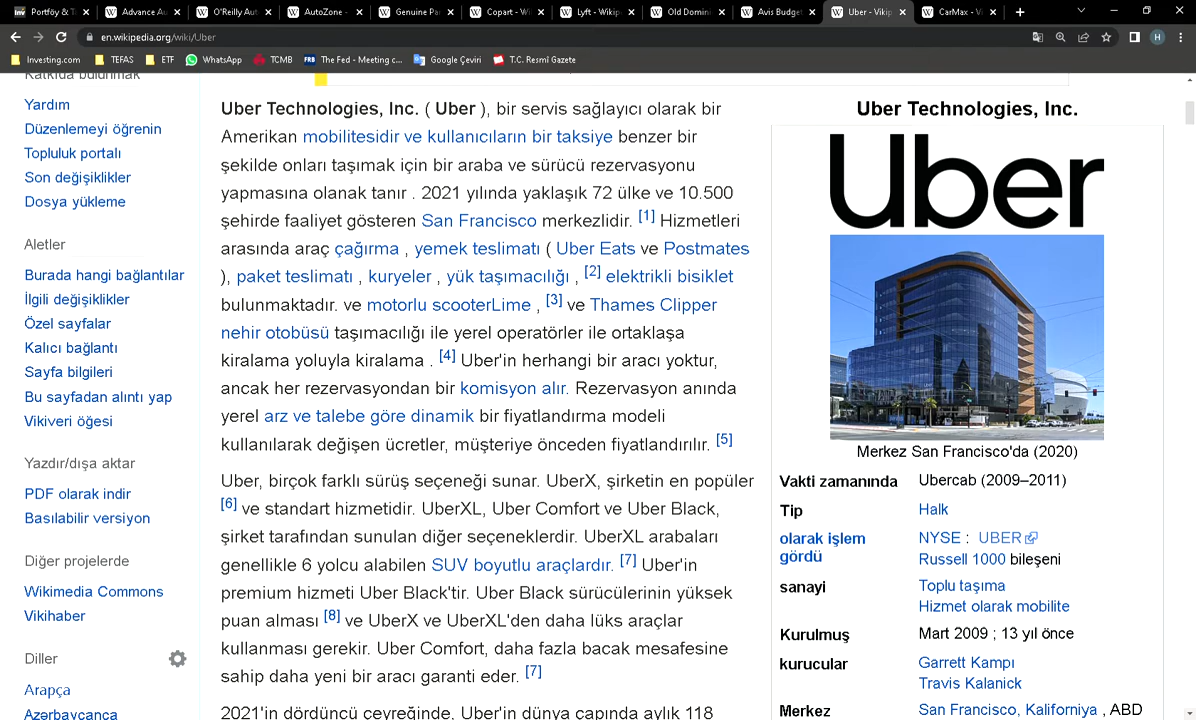 Portföy & T
Advance Au
O'Reilly Aut
AutoZone -
Genuine Par
Copart - Wi
Lyft - Wikip
Old Domini
Avis Budget
Uber - Vikip
CarMax - V
en.wikipedia.org/wiki/Uber
H
Investing.com
TEFAS
ETF
WhatsApp
TCMB
FRB The Fed - Meeting c...
Google Çeviri
T.C. Resmî Gazete
Katkıda bulunmak
Yardım
Düzenlemeyi öğrenin
Topluluk portalı
Son değişiklikler
Dosya yükleme
Aletler
Burada hangi bağlantılar
İlgili değişiklikler
Özel sayfalar
Kalıcı bağlantı
Sayfa bilgileri
Bu sayfadan alıntı yap
Vikiveri öğesi
Yazdır/dışa aktar
PDF olarak indir
Basılabilir versiyon
Diğer projelerde
Wikimedia Commons
Vikihaber
Diller
Arapça
Azərbaycanca
Uber Technologies, Inc. ( Uber ), bir servis sağlayıcı olarak bir
Amerikan mobilitesidir ve kullanıcıların bir taksiye benzer bir
şekilde onları taşımak için bir araba ve sürücü rezervasyonu
yapmasına olanak tanır . 2021 yılında yaklaşık 72 ülke ve 10.500
şehirde faaliyet gösteren San Francisco merkezlidir. [1] Hizmetleri
arasında araç çağırma , yemek teslimatı ( Uber Eats ve Postmates
), paket teslimatı , kuryeler , yük taşımacılığı , [2] elektrikli bisiklet
bulunmaktadır. ve motorlu scooterLime , [3] ve Thames Clipper
nehir otobüsü taşımacılığı ile yerel operatörler ile ortaklaşa
kiralama yoluyla kiralama . [4] Uber'in herhangi bir aracı yoktur,
ancak her rezervasyondan bir komisyon alır. Rezervasyon anında
yerel arz ve talebe göre dinamik bir fiyatlandırma modeli
kullanılarak değişen ücretler, müşteriye önceden fiyatlandırılır. [5]
Uber, birçok farklı sürüş seçeneği sunar. UberX, şirketin en popüler
[6] ve standart hizmetidir. UberXL, Uber Comfort ve Uber Black,
şirket tarafından sunulan diğer seçeneklerdir. UberXL arabaları
genellikle 6 yolcu alabilen SUV boyutlu araçlardır. [7] Uber'in
premium hizmeti Uber Black'tir. Uber Black sürücülerinin yüksek
puan alması [8] ve UberX ve UberXL'den daha lüks araçlar
kullanması gerekir. Uber Comfort, daha fazla bacak mesafesine
sahip daha yeni bir aracı garanti eder. [7]
2021'in dördüncü çeyreğinde, Uber'in dünya çapında aylık 118
Uber Technologies, Inc.
Uber
Merkez San Francisco'da (2020)
Vakti zamanında Ubercab (2009–2011)
Tip Halk
olarak işlem gördü NYSE : UBER
Russell 1000 bileşeni
sanayi Toplu taşıma
Hizmet olarak mobilite
Kurulmuş Mart 2009 ; 13 yıl önce
kurucular Garrett Kampı
Travis Kalanick
Merkez San Francisco, Kaliforniya , ABD